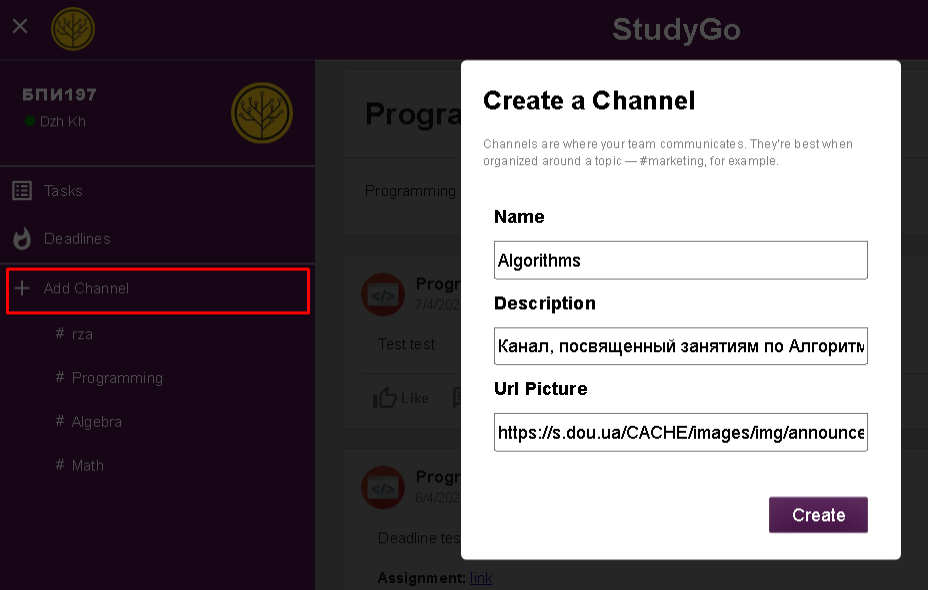 StudyGo
БПИ197
Dzh Kh
Tasks
Deadlines
Add Channel
# rza
# Programming
# Algebra
# Math
Progra
Programming
Progr
7/4/202
Test test
Like
Progr
6/4/202
Deadline tes
Assignment: link
Create a Channel
Channels are where your team communicates. They're best when
organized around a topic — #marketing, for example.
Name
Algorithms
Description
Канал, посвященный занятиям по Алгоритм
Url Picture
https://s.dou.ua/CACHE/images/img/announce
Create